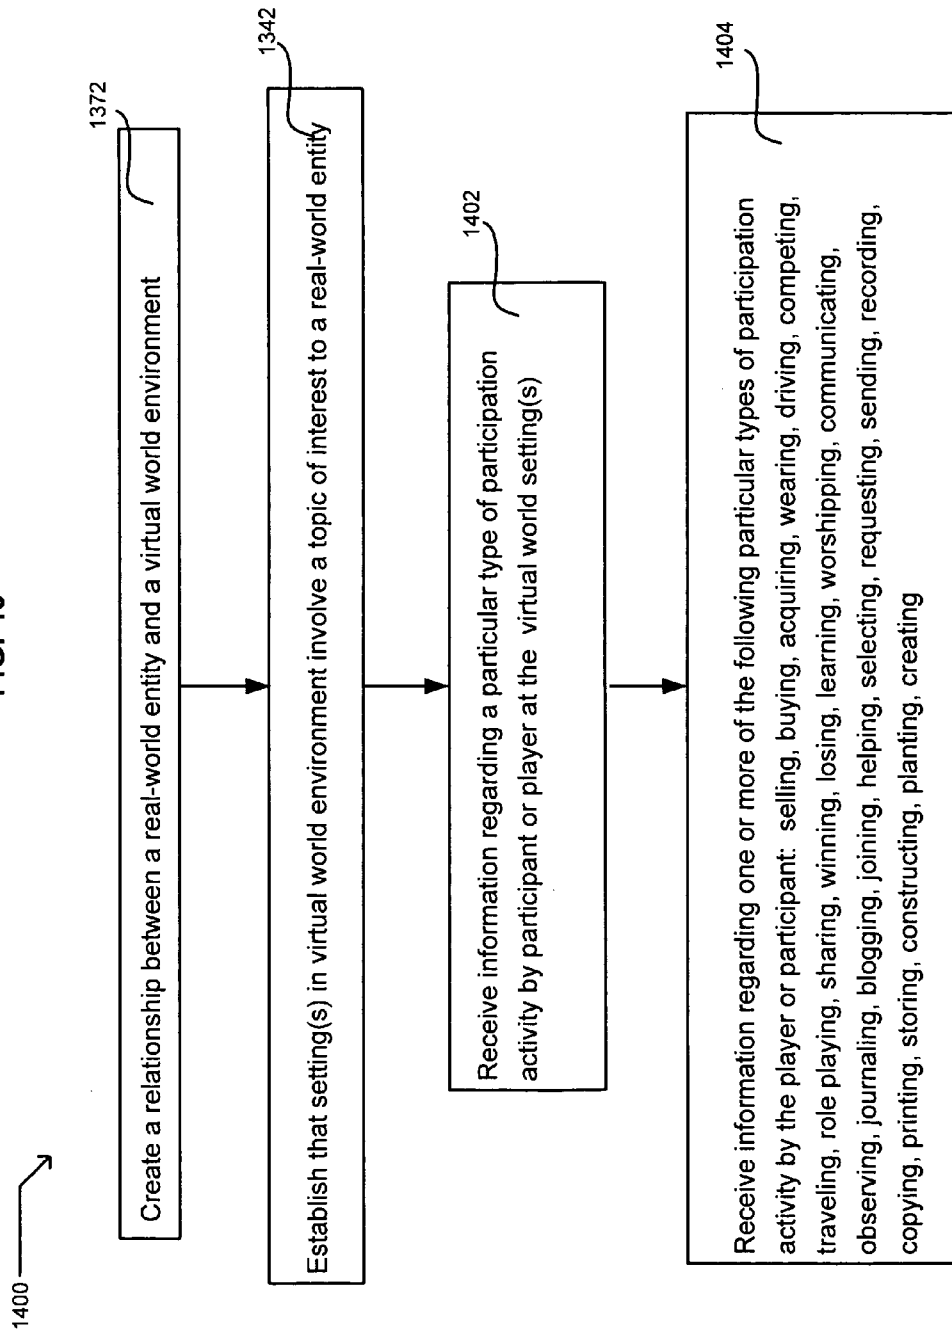 1400
1372
Create a relationship between a real-world entity and a virtual world environment
1342
Establish that setting(s) in virtual world environment involve a topic of interest to a real-world entity
1402
Receive information regarding a particular type of participation
activity by participant or player at the virtual world setting(s)
1404
Receive information regarding one or more of the following particular types of participation
activity by the player or participant: selling, buying, acquiring, wearing, driving, competing,
traveling, role playing, sharing, winning, losing, learning, worshipping, communicating,
observing, journaling, blogging, joining, helping, selecting, requesting, sending, recording,
copying, printing, storing, constructing, planting, creating